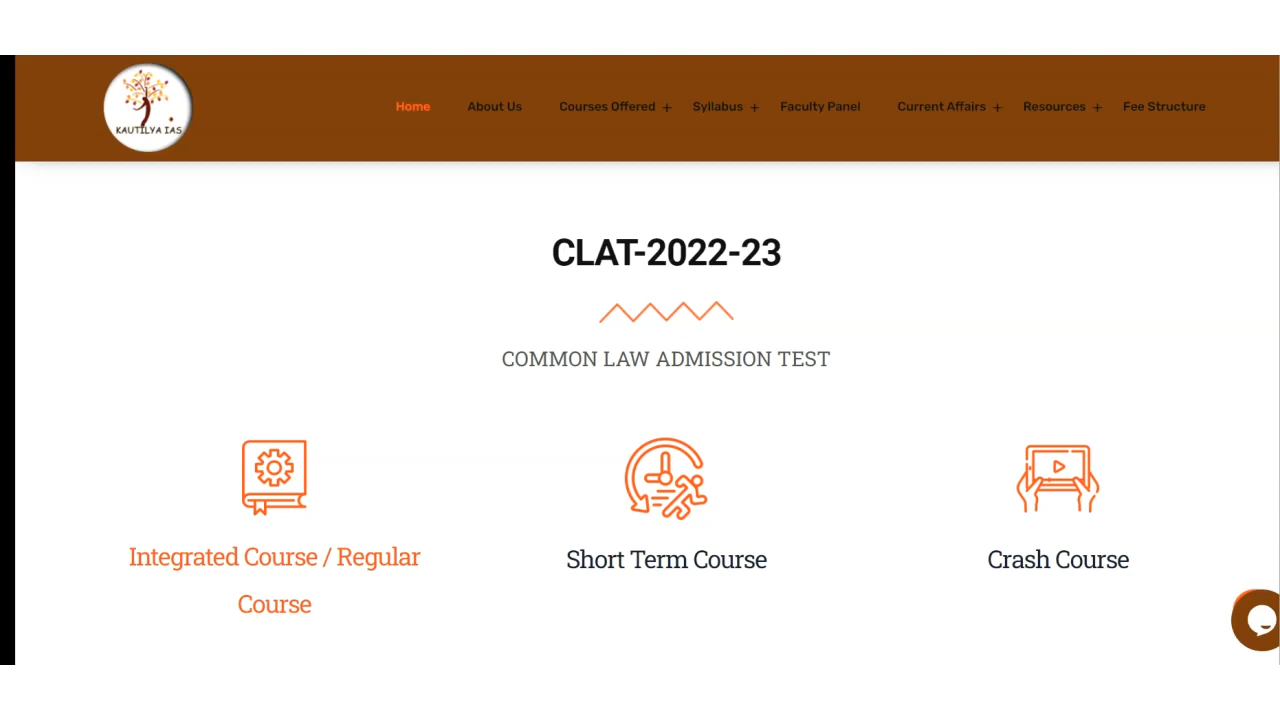 KAUTILYA IAS
Home About Us Courses Offered + Syllabus + Faculty Panel Current Affairs + Resources + Fee Structure
CLAT-2022-23
COMMON LAW ADMISSION TEST
Integrated Course / Regular
Course
Short Term Course
Crash Course